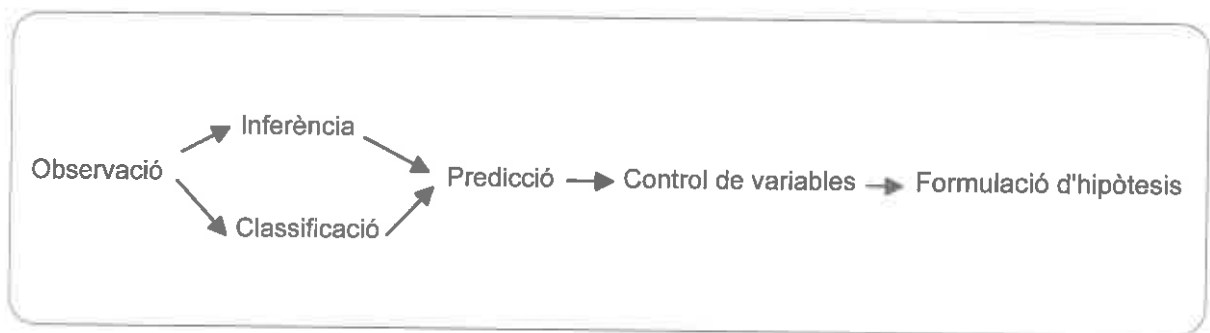 Observació
Inferència
Classificació
Predicció
Control de variables
Formulació d'hipòtesis